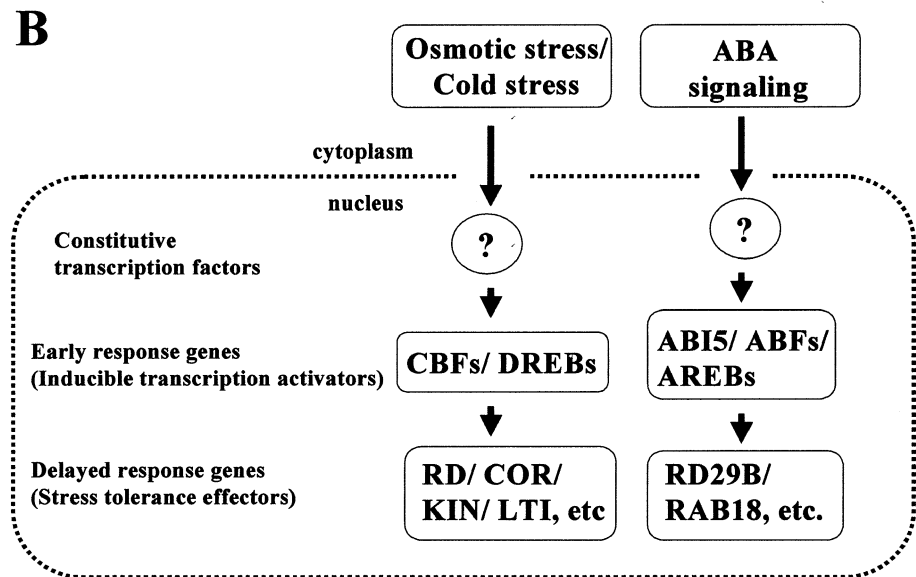 B
Osmotic stress/
Cold stress
ABA
signaling
cytoplasm
nucleus
Constitutive
transcription factors
?
?
Early response genes
(Inducible transcription activators)
CBFs/ DREBs
ABI5/ ABFs/
AREBs
Delayed response genes
(Stress tolerance effectors)
RD/ COR/
KIN/ LTI, etc
RD29B/
RAB18, etc.